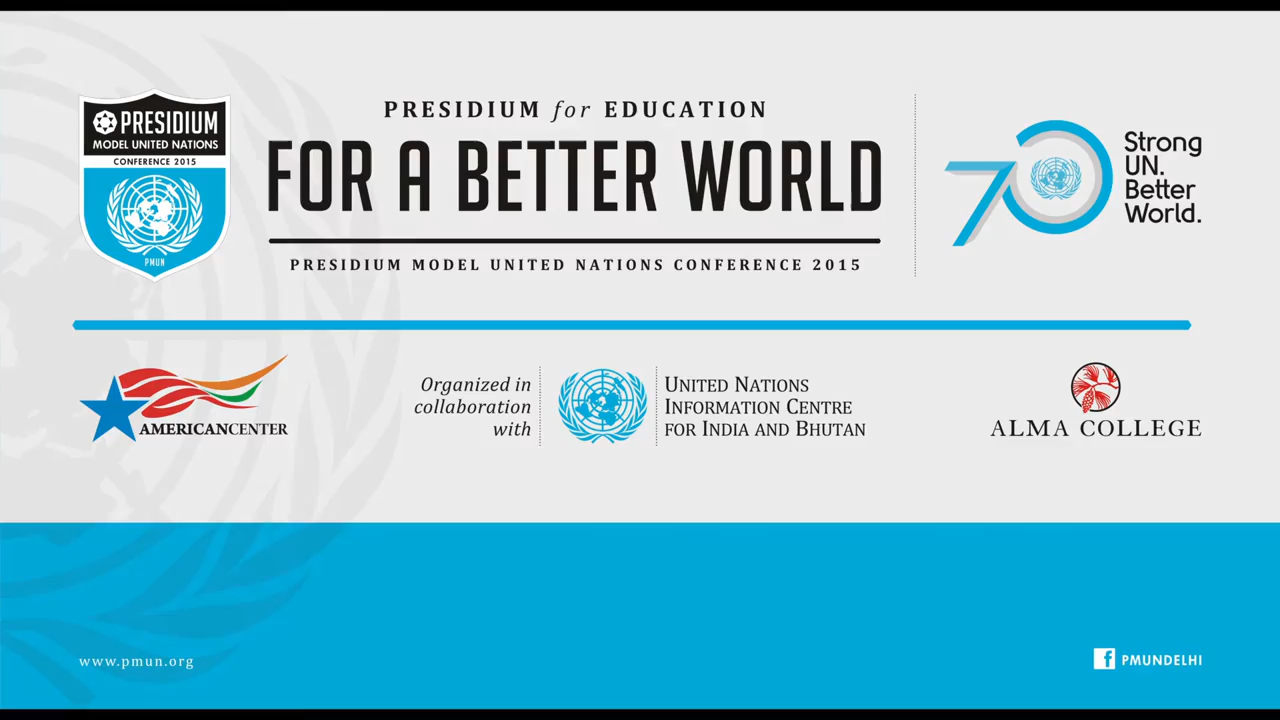 PRESIDIUM
MODEL UNITED NATIONS
CONFERENCE 2015
PMUN
PRESIDIUM for EDUCATION
FOR A BETTER WORLD
PRESIDIUM MODEL UNITED NATIONS CONFERENCE 2015
70
Strong
UN.
Better
World.
AMERICANCENTER
Organized in
collaboration
with
UNITED NATIONS
INFORMATION CENTRE
FOR INDIA AND BHUTAN
ALMA COLLEGE
www.pmun.org
f PMUNDELHI